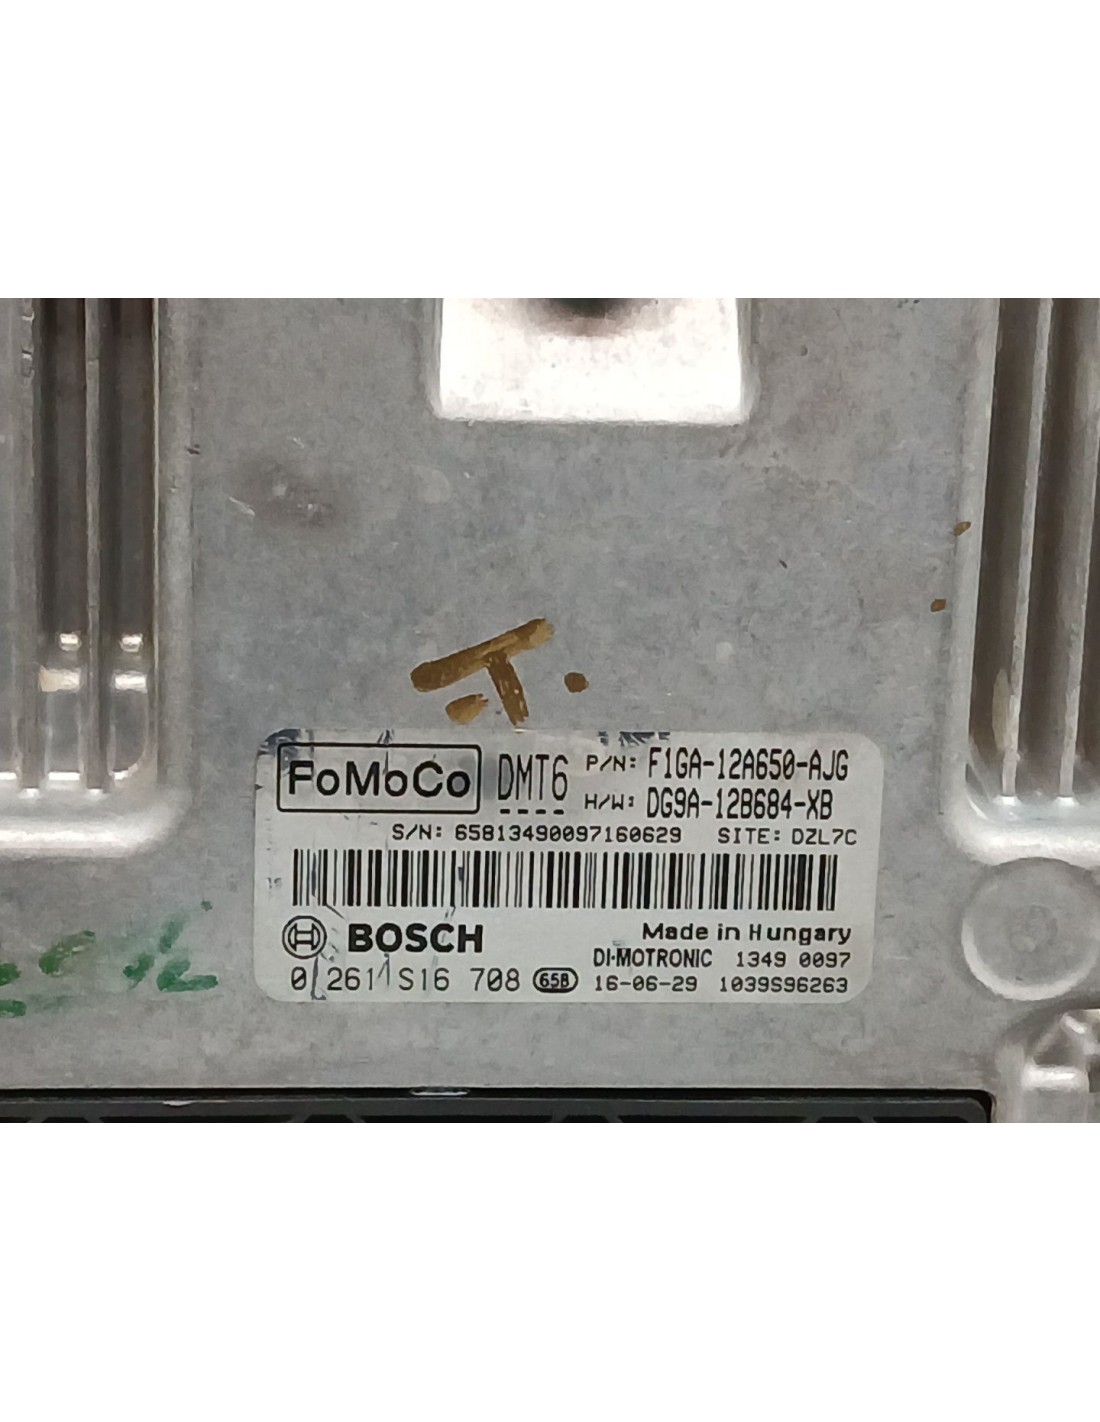 FoMoCo DMT6 P/N: F1GA-12A650-AJG
H/W: DG9A-12B684-XB
S/N: 65813490097160629 SITE: DZL7C
BOSCH Made in Hungary
DI-MOTRONIC 1349 0097
0 261 S16 708 65B 16-06-29 1039S96263